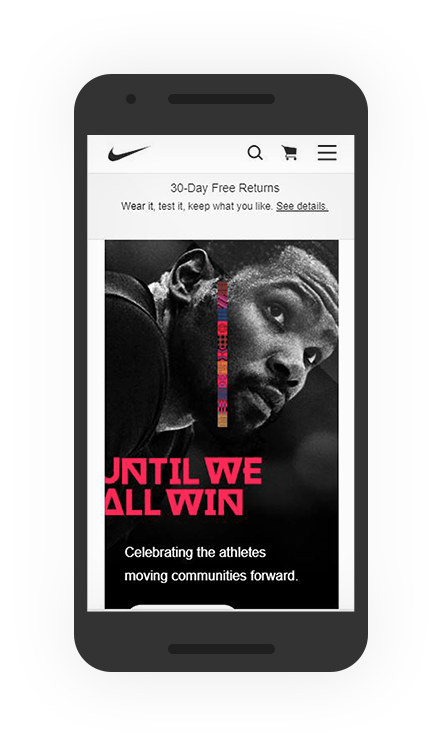 30-Day Free Returns
Wear it, test it, keep what you like. See details.
UNTIL WE
ALL WIN
Celebrating the athletes
moving communities forward.